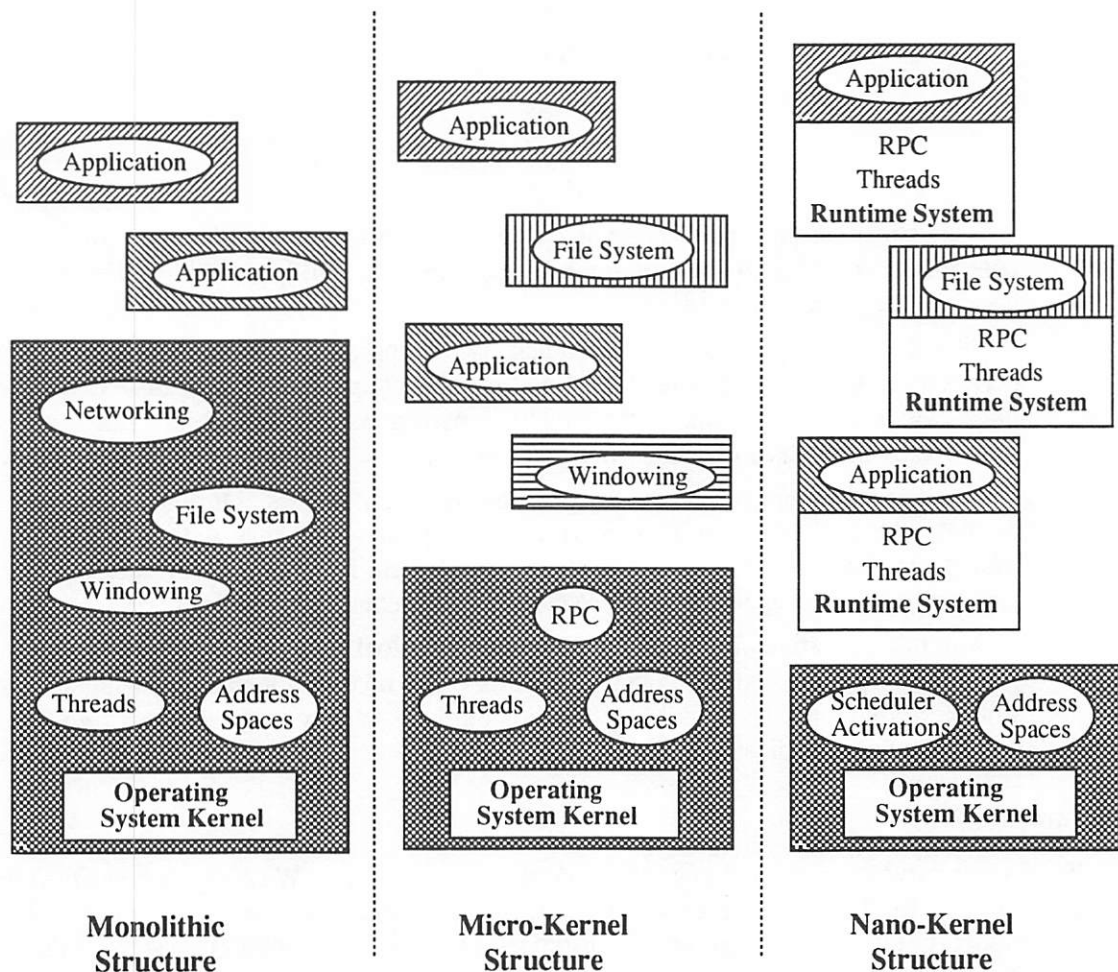 Application
Application
Networking
File System
Windowing
Threads
Address
Spaces
Operating
System Kernel
Monolithic
Structure
Application
File System
Application
Windowing
RPC
Threads
Address
Spaces
Operating
System Kernel
Micro-Kernel
Structure
Application
RPC
Threads
Runtime System
File System
RPC
Threads
Runtime System
Application
RPC
Threads
Runtime System
Scheduler
Activations
Address
Spaces
Operating
System Kernel
Nano-Kernel
Structure